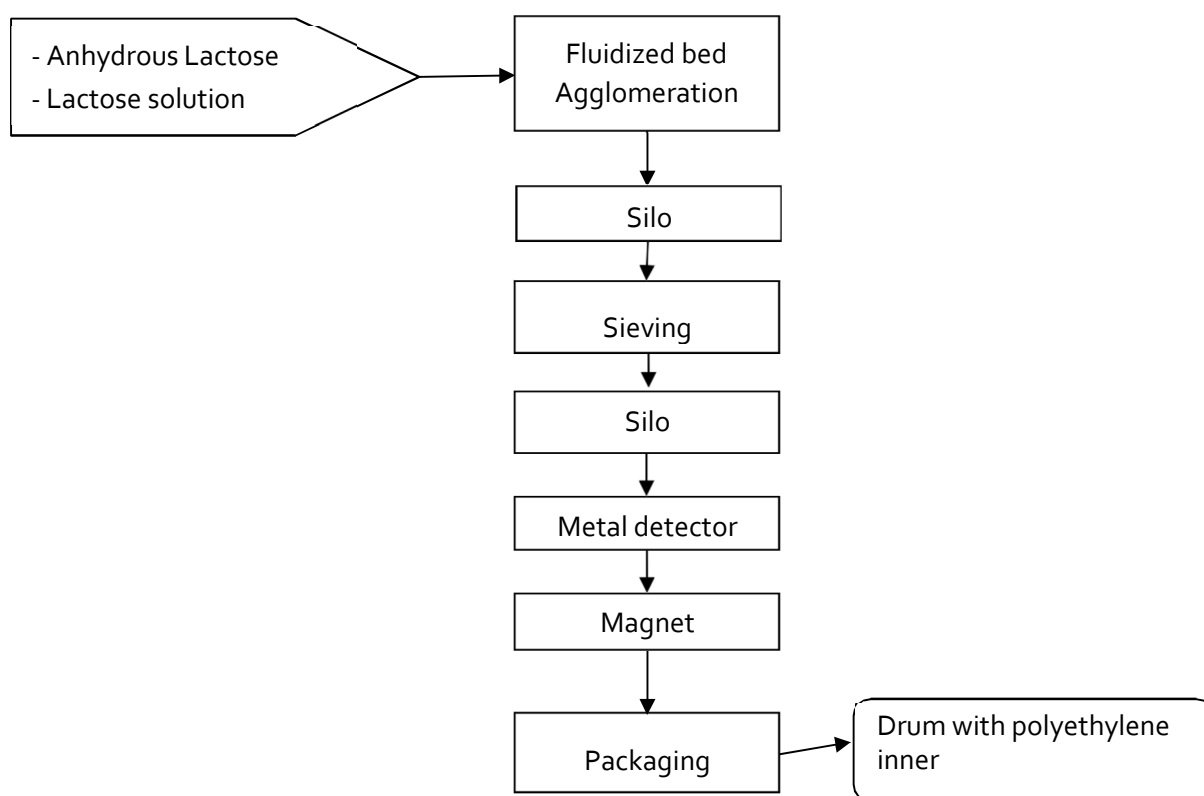 - Anhydrous Lactose
- Lactose solution
Fluidized bed
Agglomeration
Silo
Sieving
Silo
Metal detector
Magnet
Packaging
Drum with polyethylene
inner